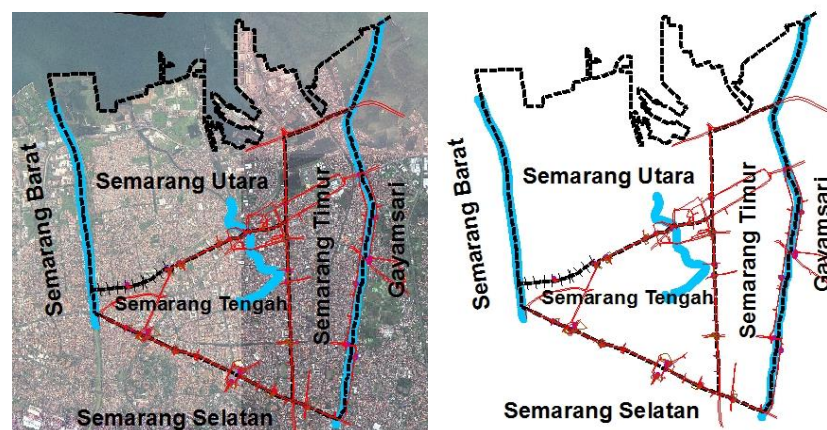 Semarang Utara
Semarang Barat
Semarang Timur
Gayamsari
Semarang Tengah
Semarang Selatan
Semarang Utara
Semarang Barat
Semarang Timur
Gayamsari
Semarang Tengah
Semarang Selatan